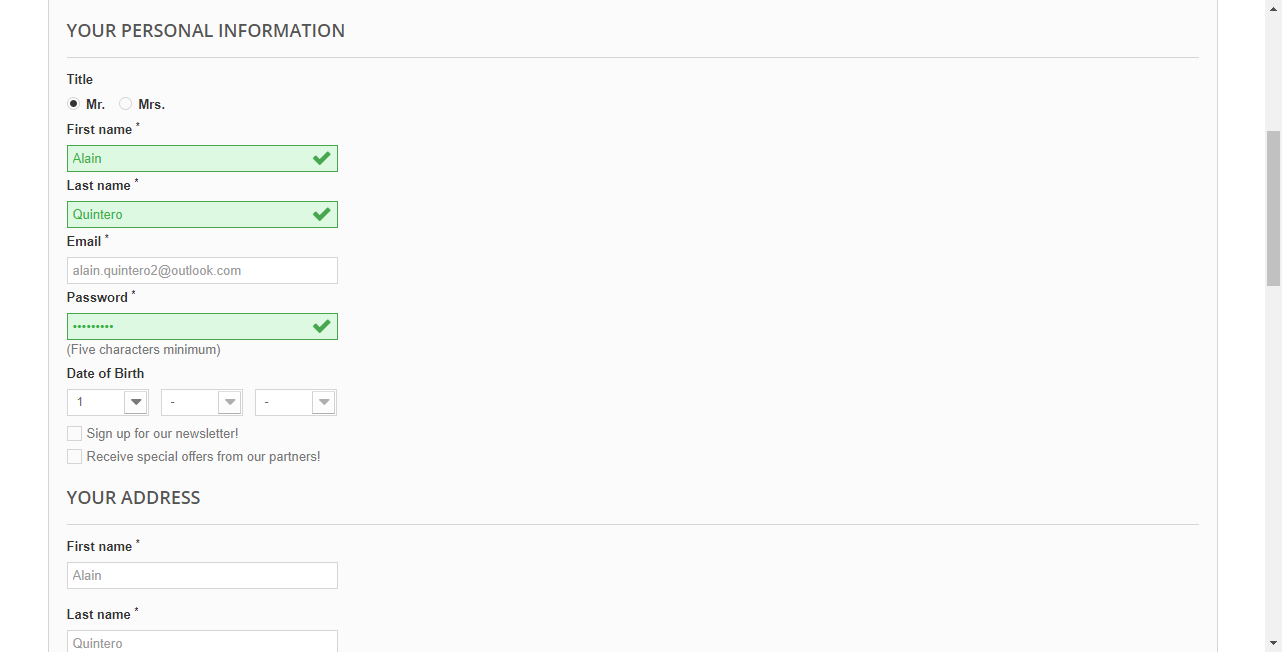 YOUR PERSONAL INFORMATION
Title
Mr. Mrs.
First name *
Alain
Last name *
Quintero
Email *
alain.quintero2@outlook.com
Password *
•••••••••
(Five characters minimum)
Date of Birth
1 - -
Sign up for our newsletter!
Receive special offers from our partners!
YOUR ADDRESS
First name *
Alain
Last name *
Quintero